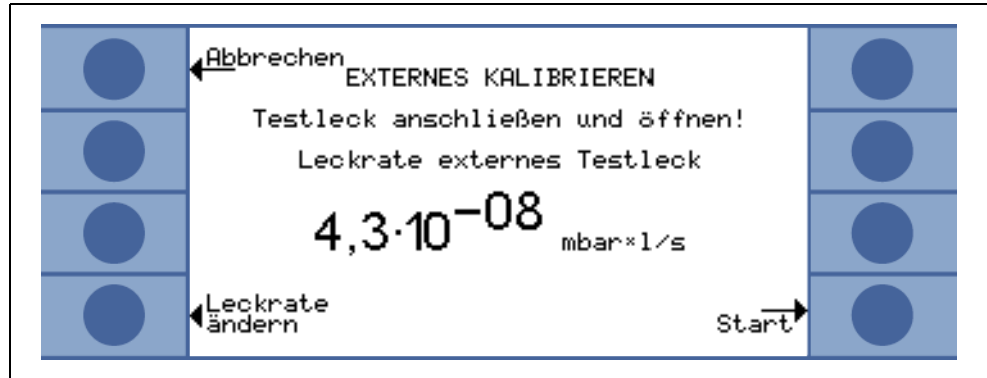 Abbrechen
EXTERNES KALIBRIEREN
Testleck anschließen und öffnen!
Leckrate externes Testleck
4,3·10⁻⁰⁸ mbar×l/s
Leckrate
ändern
Start